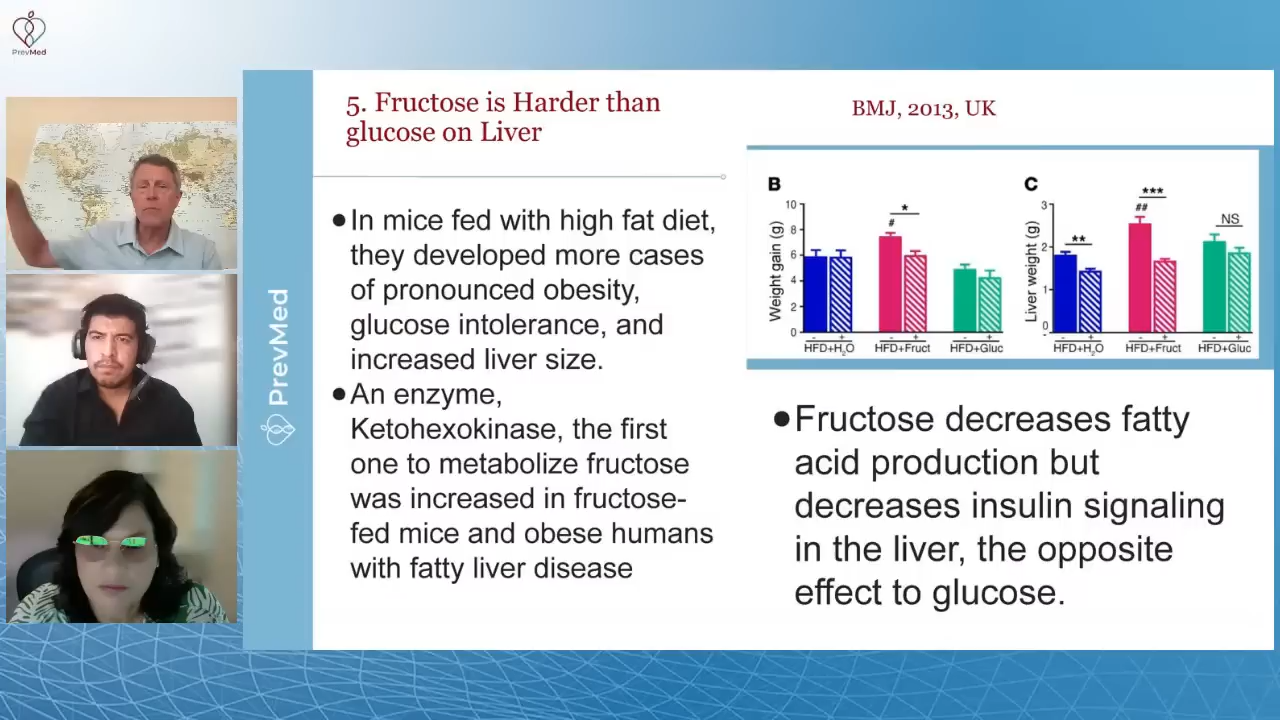 PrevMed
5. Fructose is Harder than
glucose on Liver
●In mice fed with high fat diet,
they developed more cases
of pronounced obesity,
glucose intolerance, and
increased liver size.
●An enzyme,
Ketohexokinase, the first
one to metabolize fructose
was increased in fructose-
fed mice and obese humans
with fatty liver disease
PrevMed
BMJ, 2013, UK
B
Weight gain (g)
10
8
6
4
2
0
#
*
- + - + - +
HFD+H₂O HFD+Fruct HFD+Gluc
C
Liver weight (g)
3
2
1
0
**
##
***
NS
- + - + - +
HFD+H₂O HFD+Fruct HFD+Gluc
●Fructose decreases fatty
acid production but
decreases insulin signaling
in the liver, the opposite
effect to glucose.